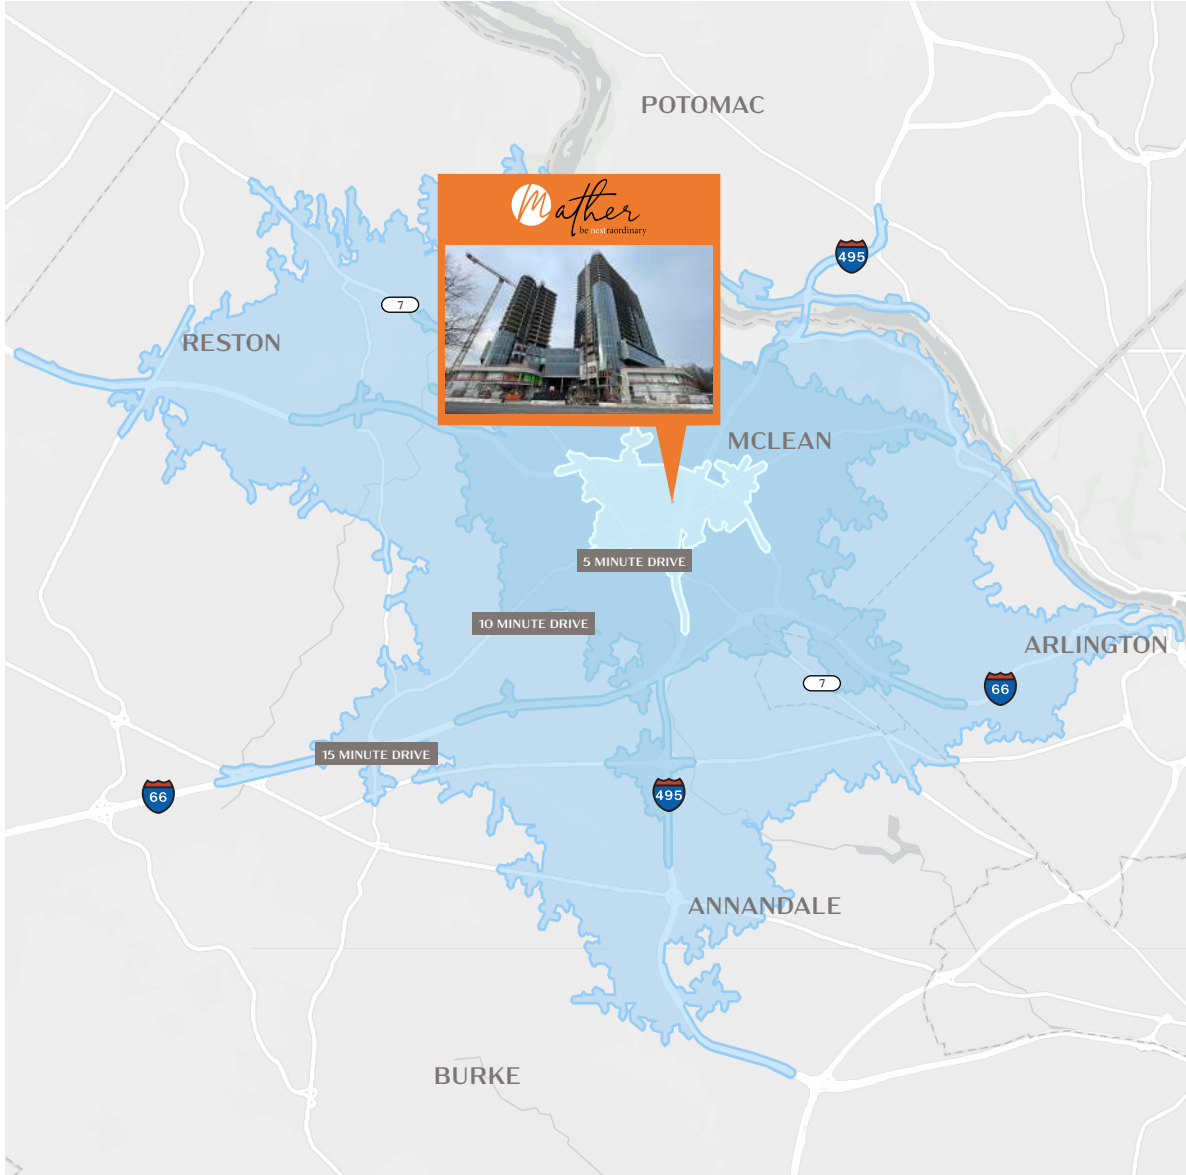 POTOMAC
Mather
be nextraordinary
495
7
RESTON
MCLEAN
5 MINUTE DRIVE
10 MINUTE DRIVE
ARLINGTON
7
66
15 MINUTE DRIVE
66
495
ANNANDALE
BURKE